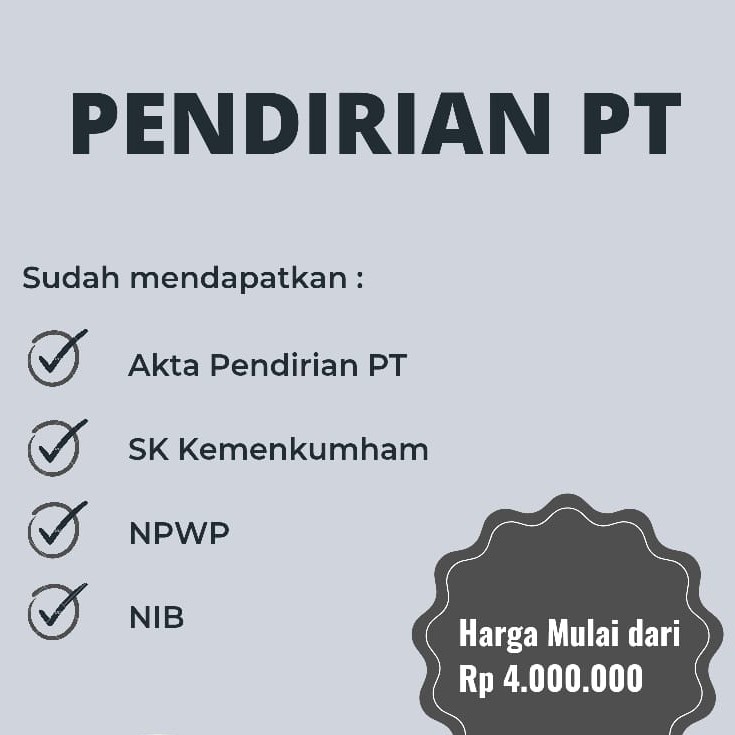 PENDIRIAN PT
Sudah mendapatkan :
Akta Pendirian PT
SK Kemenkumham
NPWP
NIB
Harga Mulai dari
Rp 4.000.000